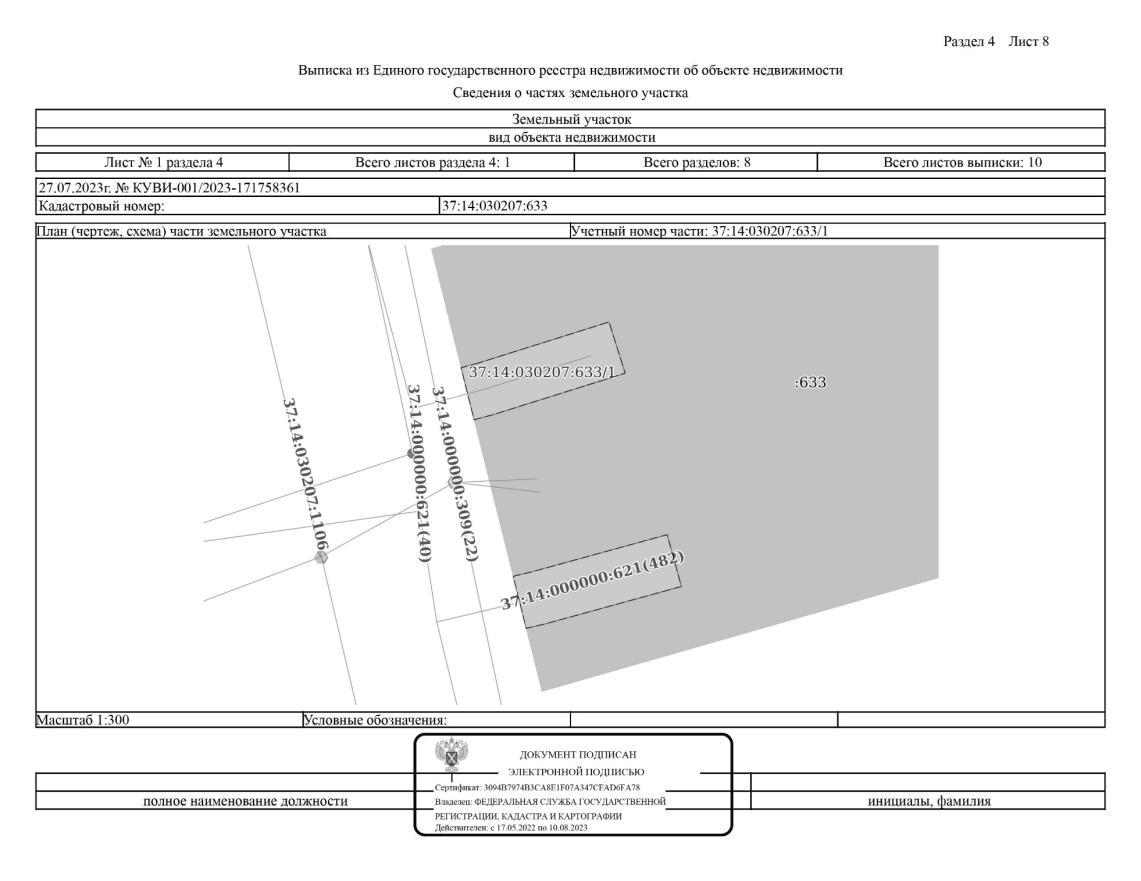 Раздел 4 Лист 8
Выписка из Единого государственного реестра недвижимости об объекте недвижимости
Сведения о частях земельного участка
Земельный участок
вид объекта недвижимости
Лист № 1 раздела 4 Всего листов раздела 4: 1 Всего разделов: 8 Всего листов выписки: 10
27.07.2023г. № КУВИ-001/2023-171758361
Кадастровый номер: 37:14:030207:633
План (чертеж, схема) части земельного участка Учетный номер части: 37:14:030207:633/1
37:14:030207:633/1
:633
37:14:030207:1106
37:14:000000:621(40)
37:14:000000:309(22)
37:14:000000:621(482)
Масштаб 1:300 Условные обозначения:
ДОКУМЕНТ ПОДПИСАН
ЭЛЕКТРОННОЙ ПОДПИСЬЮ
Сертификат: 3094B7974B3CA8E1F07A347CFAD6FA78
полное наименование должности Владелец: ФЕДЕРАЛЬНАЯ СЛУЖБА ГОСУДАРСТВЕННОЙ инициалы, фамилия
РЕГИСТРАЦИИ, КАДАСТРА И КАРТОГРАФИИ
Действителен: с 17.05.2022 по 10.08.2023